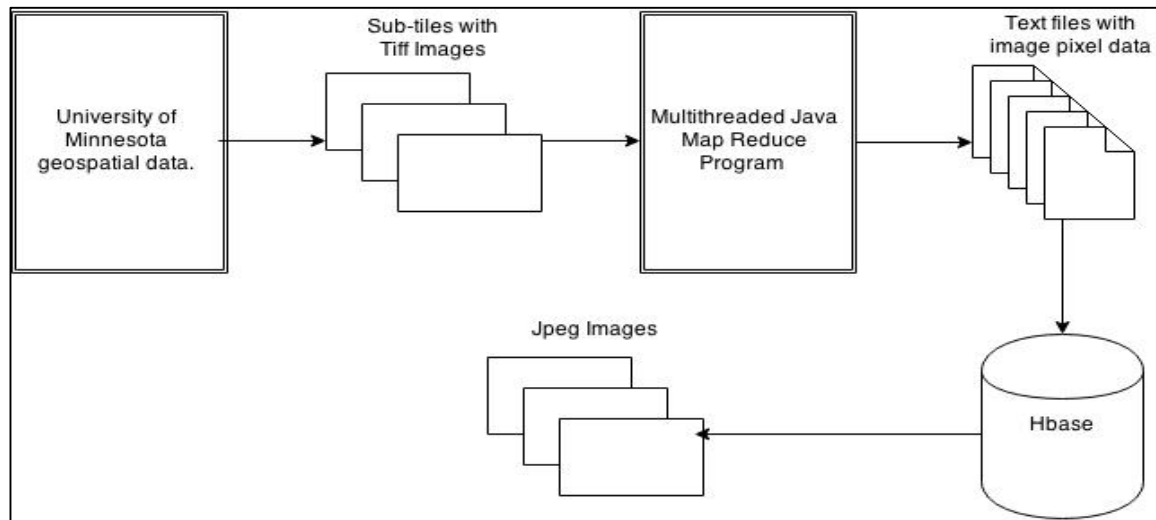 Sub-tiles with
Tiff Images
Text files with
image pixel data
University of
Minnesota
geospatial data.
Multithreaded Java
Map Reduce
Program
Jpeg Images
Hbase